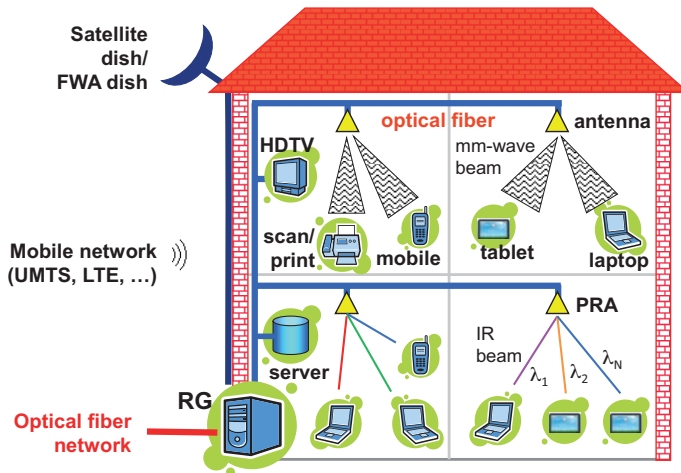 Satellite
dish/
FWA dish
optical fiber
antenna
HDTV
mm-wave
beam
scan/
print
mobile
tablet
laptop
Mobile network
(UMTS, LTE, …)
PRA
IR
beam
λ1
λ2
λN
server
RG
Optical fiber
network